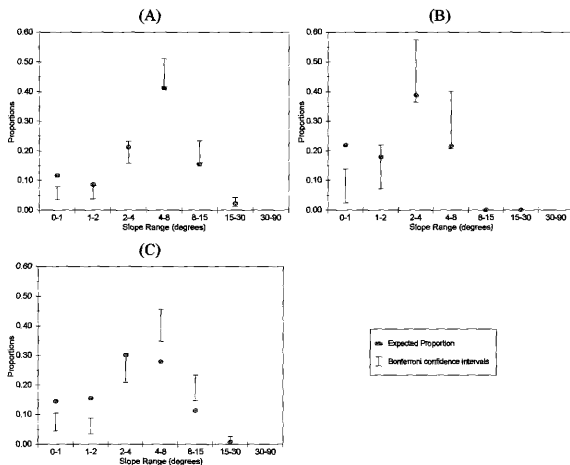 (A)
0.60
0.50
0.40
0.30
0.20
0.10
0.00
Proportions
0-1 1-2 2-4 4-8 8-15 15-30 30-90
Slope Range (degrees)
(B)
0.60
0.50
0.40
0.30
0.20
0.10
0.00
Proportions
0-1 1-2 2-4 4-8 8-15 15-30 30-90
Slope Range (degrees)
(C)
0.60
0.50
0.40
0.30
0.20
0.10
0.00
Proportions
0-1 1-2 2-4 4-8 8-15 15-30 30-90
Slope Range (degrees)
Expected Proportion
Bonferroni confidence intervals